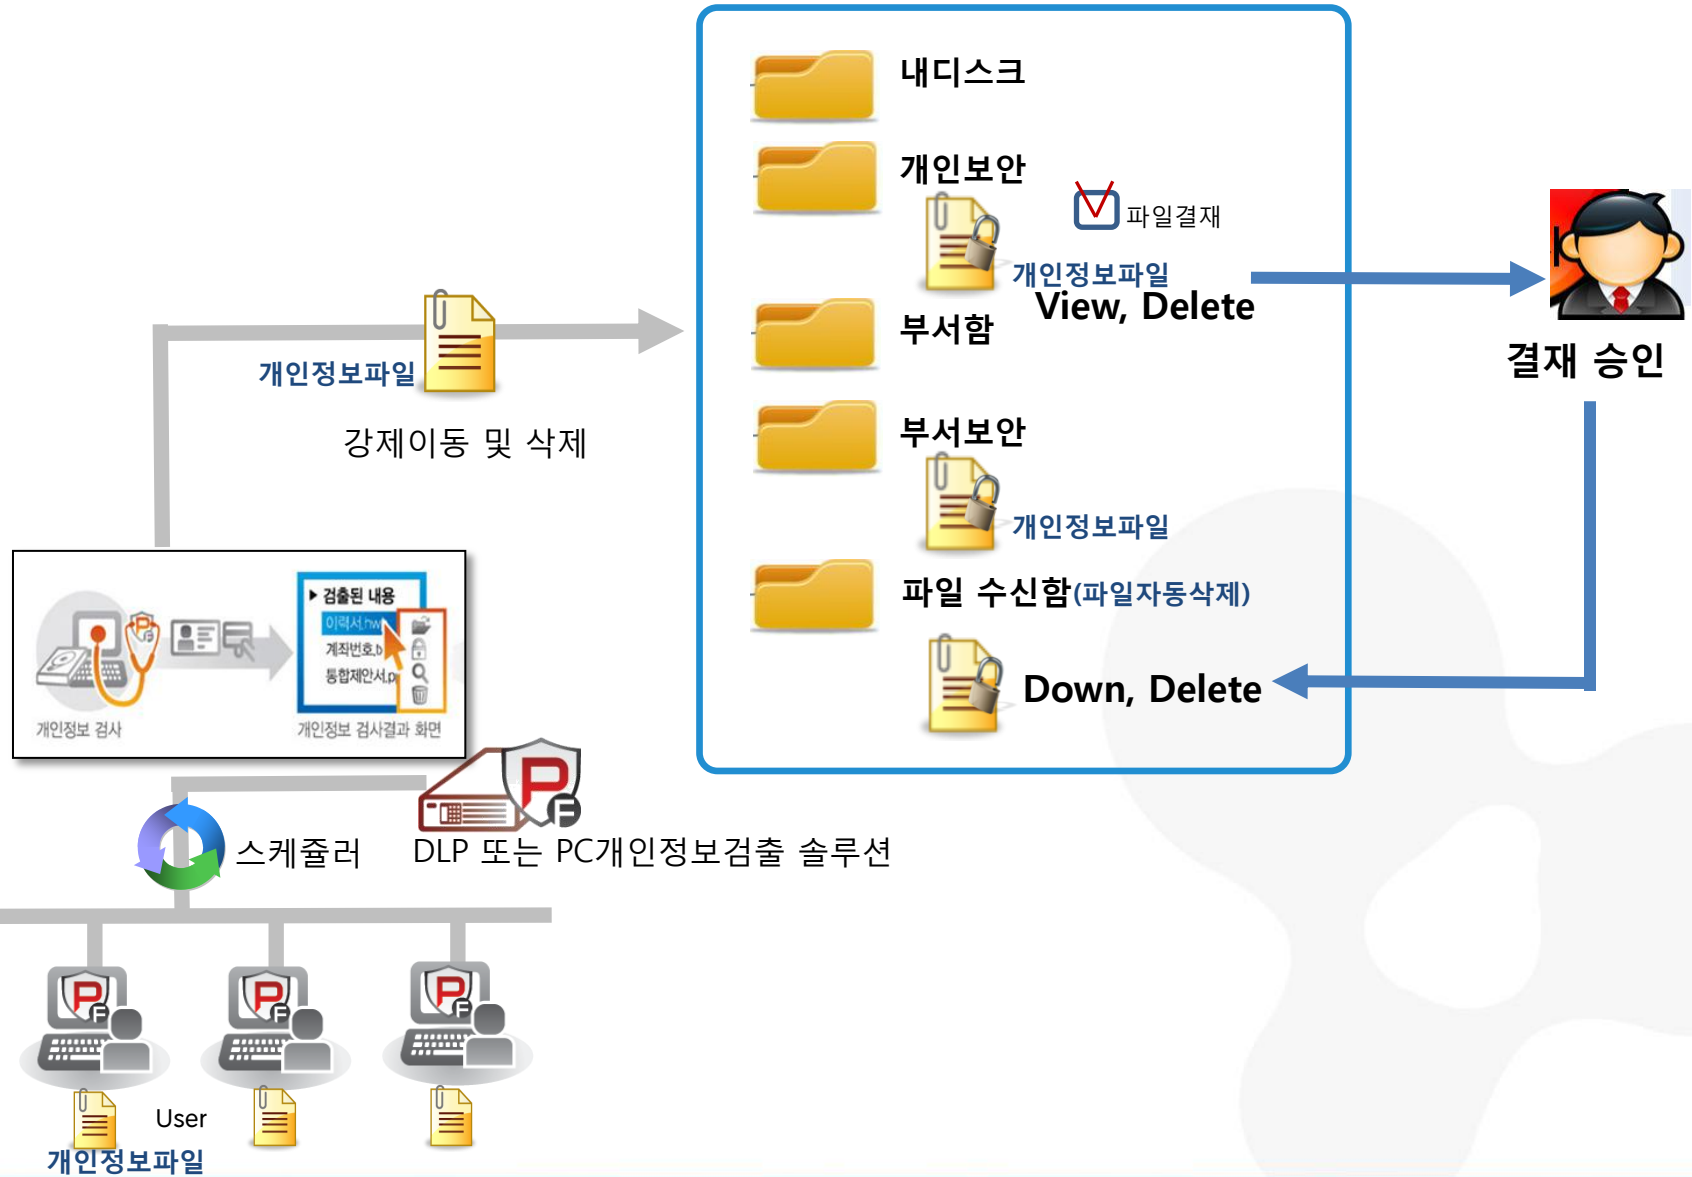 내디스크
개인보안
파일결재
개인정보파일
View, Delete
부서함
부서보안
개인정보파일
파일 수신함(파일자동삭제)
Down, Delete
결재 승인
개인정보파일
강제이동 및 삭제
▶ 검출된 내용
이력서.hw
계좌번호.b
통합제안서.p
개인정보 검사
개인정보 검사결과 화면
P
F
스케쥴러
DLP 또는 PC개인정보검출 솔루션
P
F
P
F
P
F
User
개인정보파일